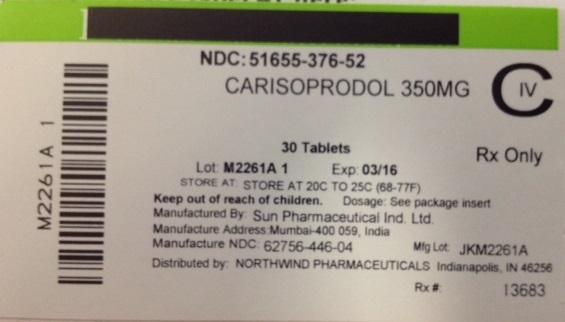 NDC: 51655-376-52
CARISOPRODOL 350MG
C IV
30 Tablets
Rx Only
Lot: M2261A 1 Exp: 03/16
STORE AT: STORE AT 20C TO 25C (68-77F)
Keep out of reach of children. Dosage: See package insert
Manufactured By: Sun Pharmaceutical Ind. Ltd.
Manufacture Address:Mumbai-400 059, India
Manufacture NDC: 62756-446-04 Mfg Lot: JKM2261A
Distributed by: NORTHWIND PHARMACEUTICALS Indianapolis, IN 46256
Rx #: 13683
M2261A 1